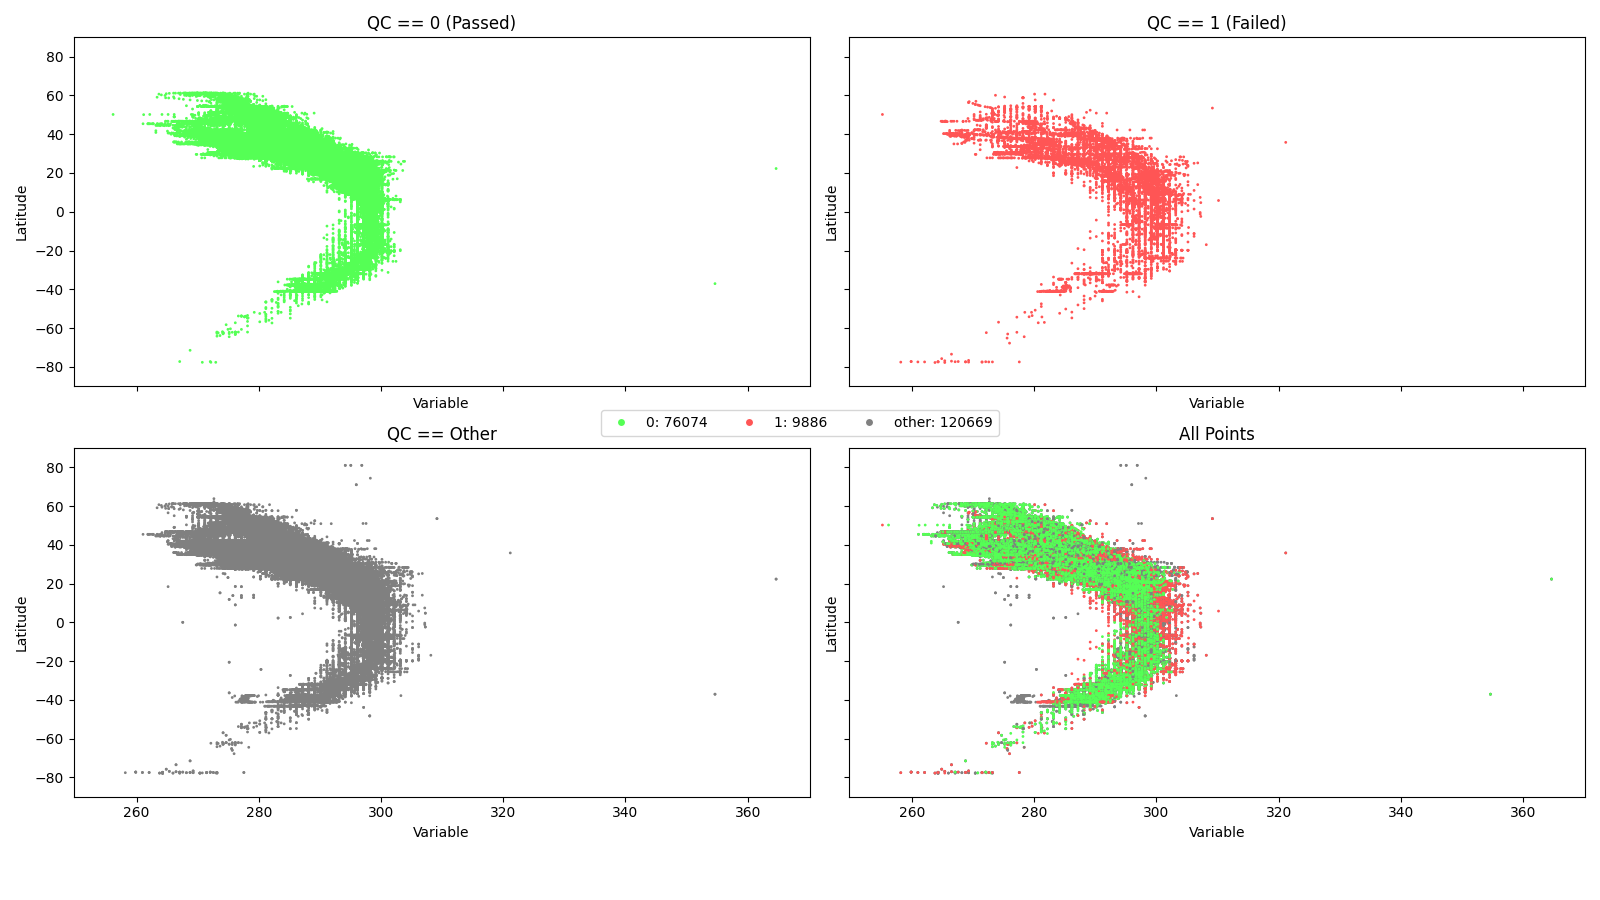 QC == 0 (Passed)
QC == 1 (Failed)
80
60
40
20
0
−20
−40
−60
−80
Latitude
Latitude
Variable
Variable
0: 76074
1: 9886
other: 120669
QC == Other
All Points
80
60
40
20
0
−20
−40
−60
−80
Latitude
Latitude
260
280
300
320
340
360
260
280
300
320
340
360
Variable
Variable